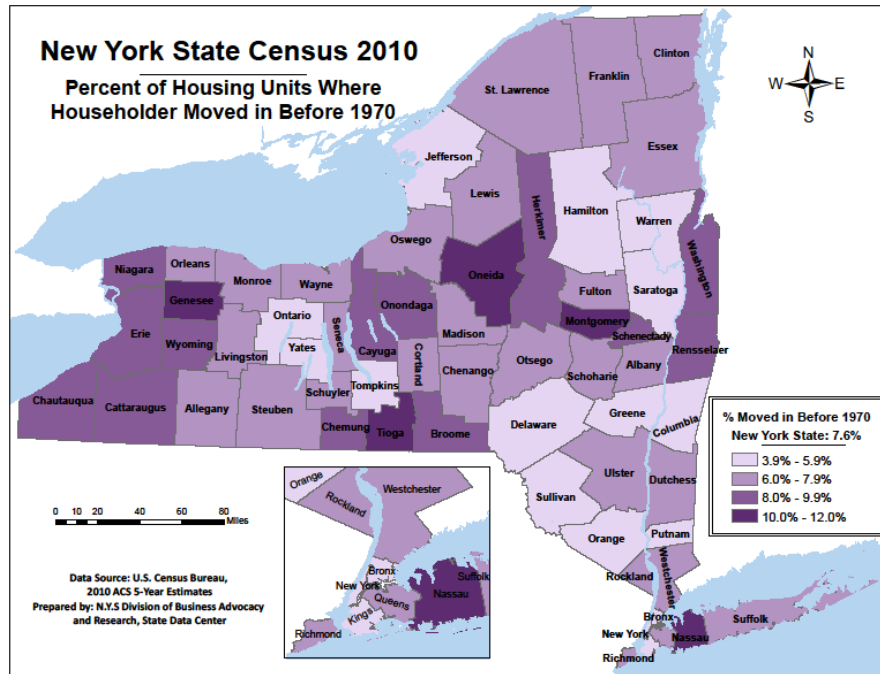 New York State Census 2010
Percent of Housing Units Where
Householder Moved in Before 1970
N
W E
S
Clinton
Franklin
St. Lawrence
Essex
Jefferson
Lewis
Herkimer
Hamilton
Warren
Washington
Oswego
Oneida
Niagara
Orleans
Monroe
Wayne
Genesee
Ontario
Seneca
Onondaga
Fulton
Saratoga
Montgomery
Schenectady
Erie
Wyoming
Livingston
Yates
Cayuga
Madison
Cortland
Chenango
Otsego
Schoharie
Albany
Rensselaer
Chautauqua
Cattaraugus
Allegany
Steuben
Schuyler
Tompkins
Chemung
Tioga
Broome
Delaware
Greene
Columbia
Ulster
Dutchess
Sullivan
Orange
Putnam
Rockland
Westchester
Bronx
New York
Richmond
Nassau
Suffolk
% Moved in Before 1970
New York State: 7.6%
3.9% - 5.9%
6.0% - 7.9%
8.0% - 9.9%
10.0% - 12.0%
Orange
Rockland
Westchester
Bronx
New York
Queens
Kings
Richmond
Nassau
Suffolk
0 10 20 40 60 80
Miles
Data Source: U.S. Census Bureau,
2010 ACS 5-Year Estimates
Prepared by: N.Y.S Division of Business Advocacy
and Research, State Data Center